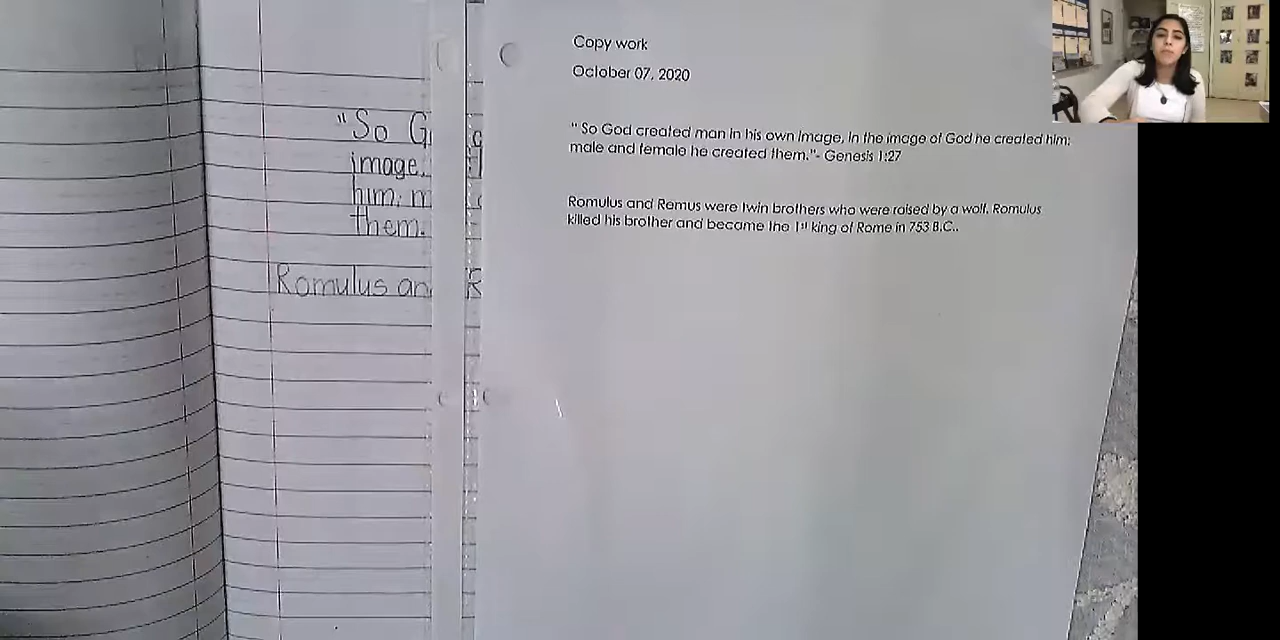 "So G
image.
him; m
them.
Romulus an
Copy work
October 07, 2020
" So God created man in his own image, in the image of God he created him;
male and female he created them."- Genesis 1:27
Romulus and Remus were twin brothers who were raised by a wolf. Romulus
killed his brother and became the 1st king of Rome in 753 B.C..